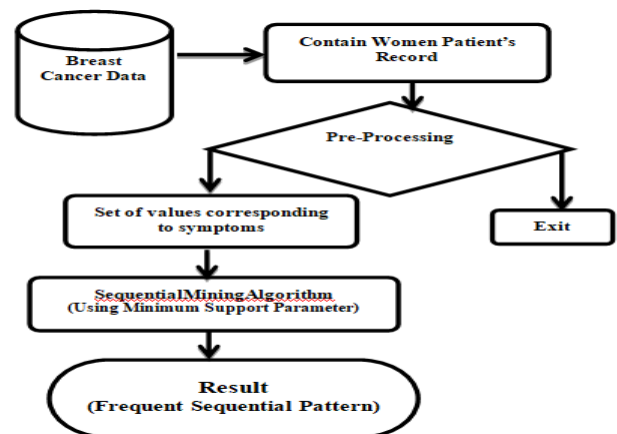 Breast
Cancer Data
Contain Women Patient's
Record
Pre-Processing
Set of values corresponding
to symptoms
Exit
SequentialMiningAlgorithm
(Using Minimum Support Parameter)
Result
(Frequent Sequential Pattern)